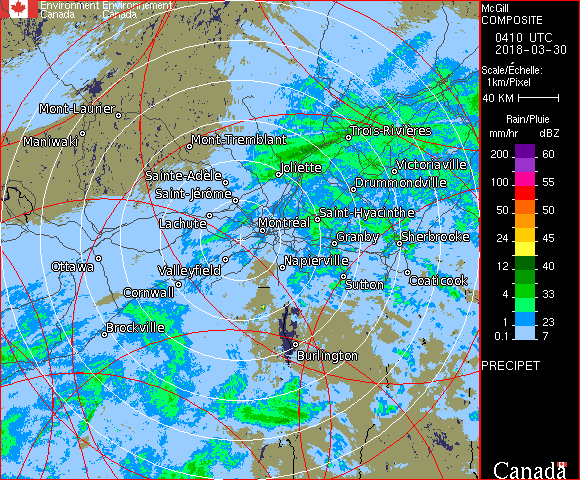 Environment Environnement
Canada Canada
McGill
COMPOSITE
0410 UTC
2018-03-30
Scale/Échelle:
1km/Pixel
40 KM
Rain/Pluie
mm/hr dBZ
200 60
100 55
50 50
24 45
12 40
4 33
1 23
0.1 7
PRECIPET
Canada
Mont-Laurier
Maniwaki
Mont-Tremblant
Trois-Rivières
Joliette
Victoriaville
Sainte-Adèle
Drummondville
Saint-Jérôme
Saint-Hyacinthe
Lachute
Montréal
Granby
Sherbrooke
Ottawa
Valleyfield
Napierville
Cornwall
Sutton
Coaticook
Brockville
Burlington